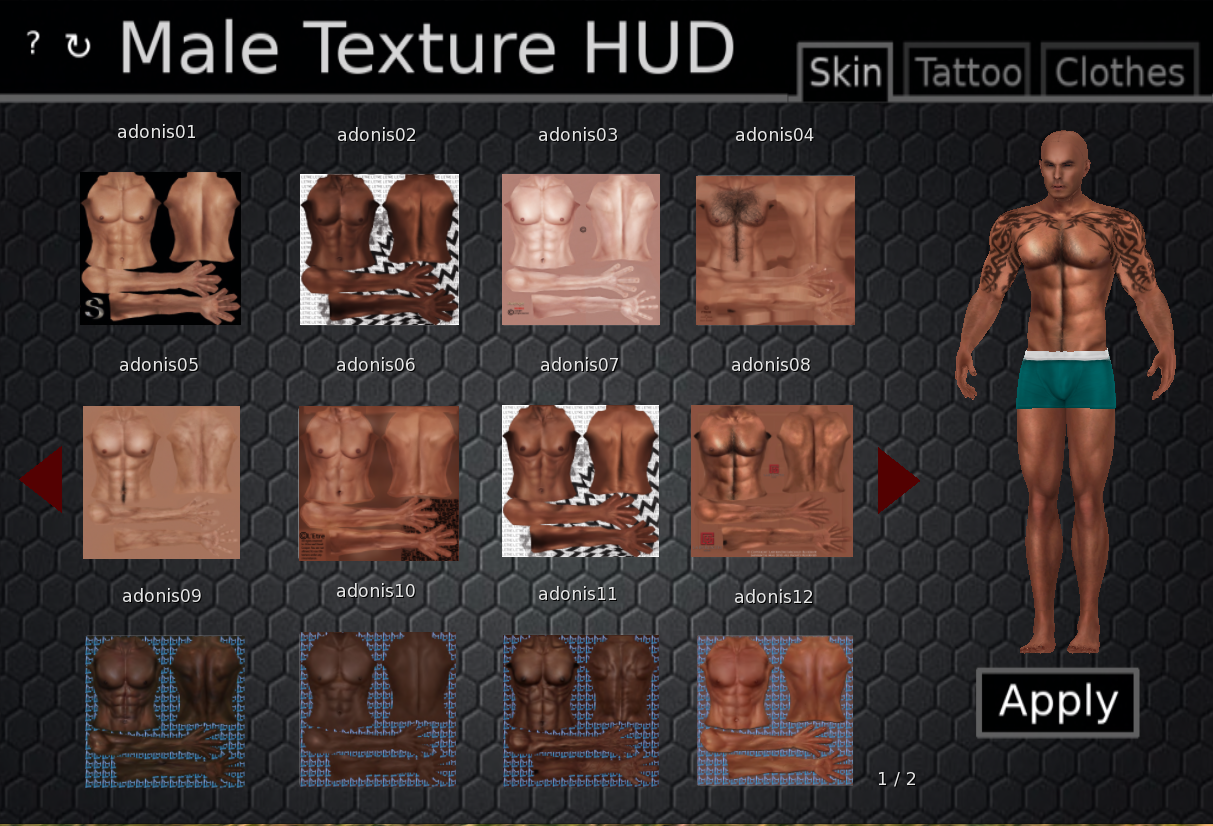 ? ↻ Male Texture HUD
Skin Tattoo Clothes
adonis01 adonis02 adonis03 adonis04
S
adonis05 adonis06 adonis07 adonis08
adonis09 adonis10 adonis11 adonis12
Apply
1 / 2